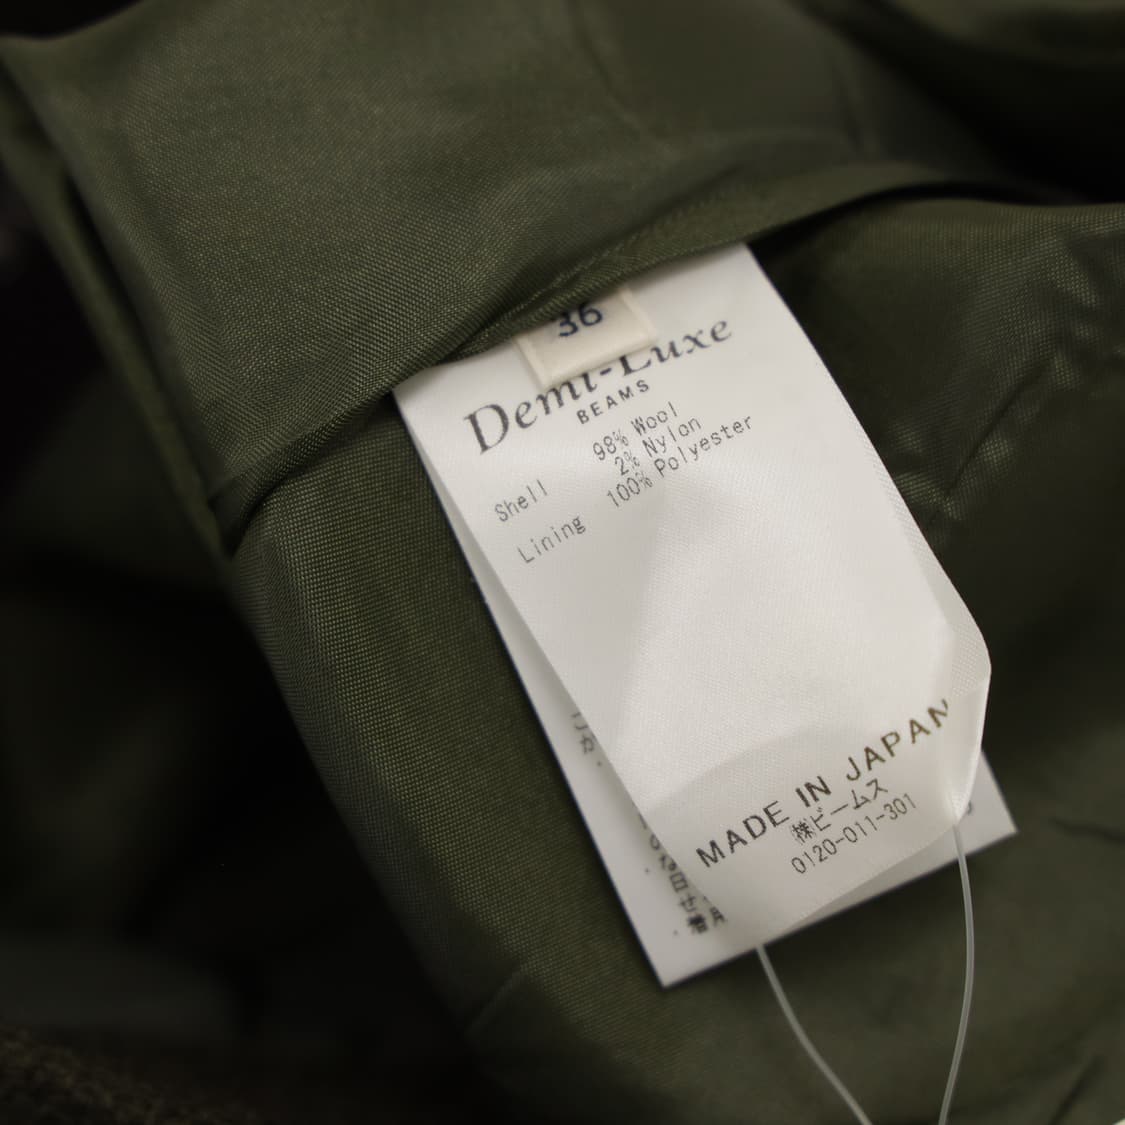 36
Demi-Luxe
BEAMS
Shell 98% Wool
2% Nylon
Lining 100% Polyester
MADE IN JAPAN
㈱ビームス
0120-011-301